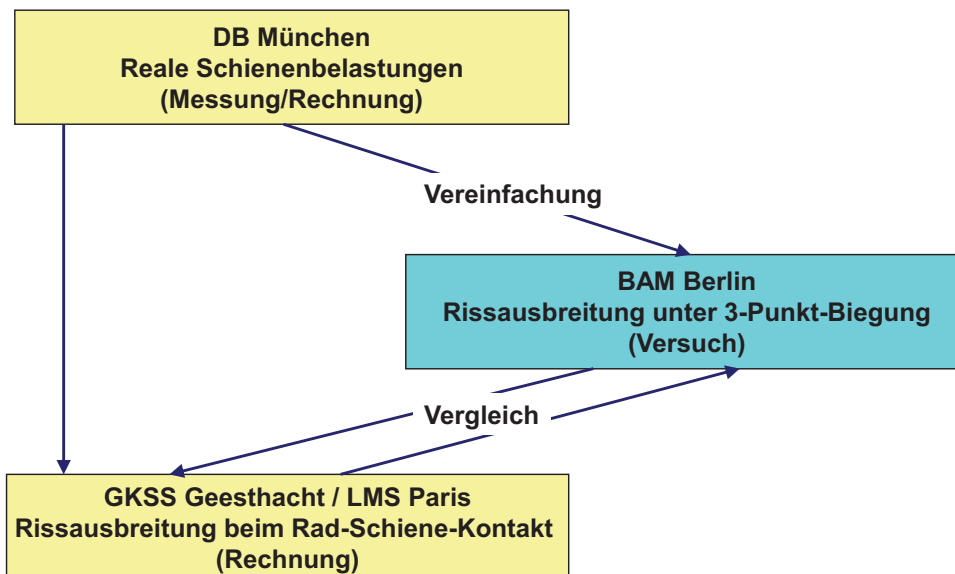 DB München
Reale Schienenbelastungen
(Messung/Rechnung)
Vereinfachung
BAM Berlin
Rissausbreitung unter 3-Punkt-Biegung
(Versuch)
Vergleich
GKSS Geesthacht / LMS Paris
Rissausbreitung beim Rad-Schiene-Kontakt
(Rechnung)